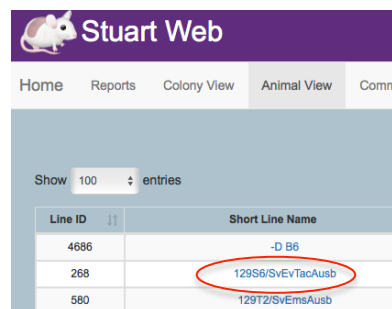 Stuart Web
Home Reports Colony View Animal View
Show 100 entries
Line ID Short Line Name
4686 -D B6
268 129S6/SvEvTacAusb
580 129T2/SvEmsAusb